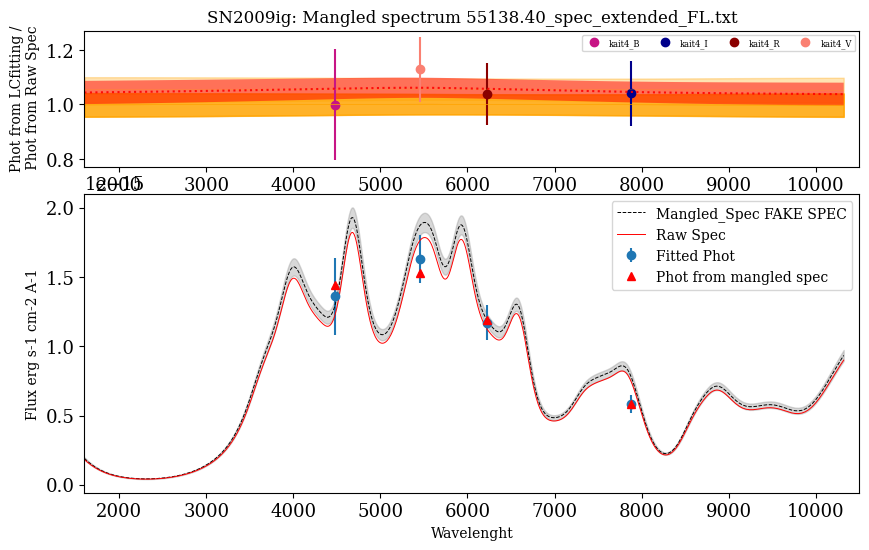 SN2009ig: Mangled spectrum 55138.40_spec_extended_FL.txt
Phot from LCfitting /
Phot from Raw Spec
1.2
1.0
0.8
kait4_B
kait4_I
kait4_R
kait4_V
2000 3000 4000 5000 6000 7000 8000 9000 10000
1e−15
Flux erg s-1 cm-2 A-1
2.0
1.5
1.0
0.5
0.0
Mangled_Spec FAKE SPEC
Raw Spec
Fitted Phot
Phot from mangled spec
2000 3000 4000 5000 6000 7000 8000 9000 10000
Wavelenght